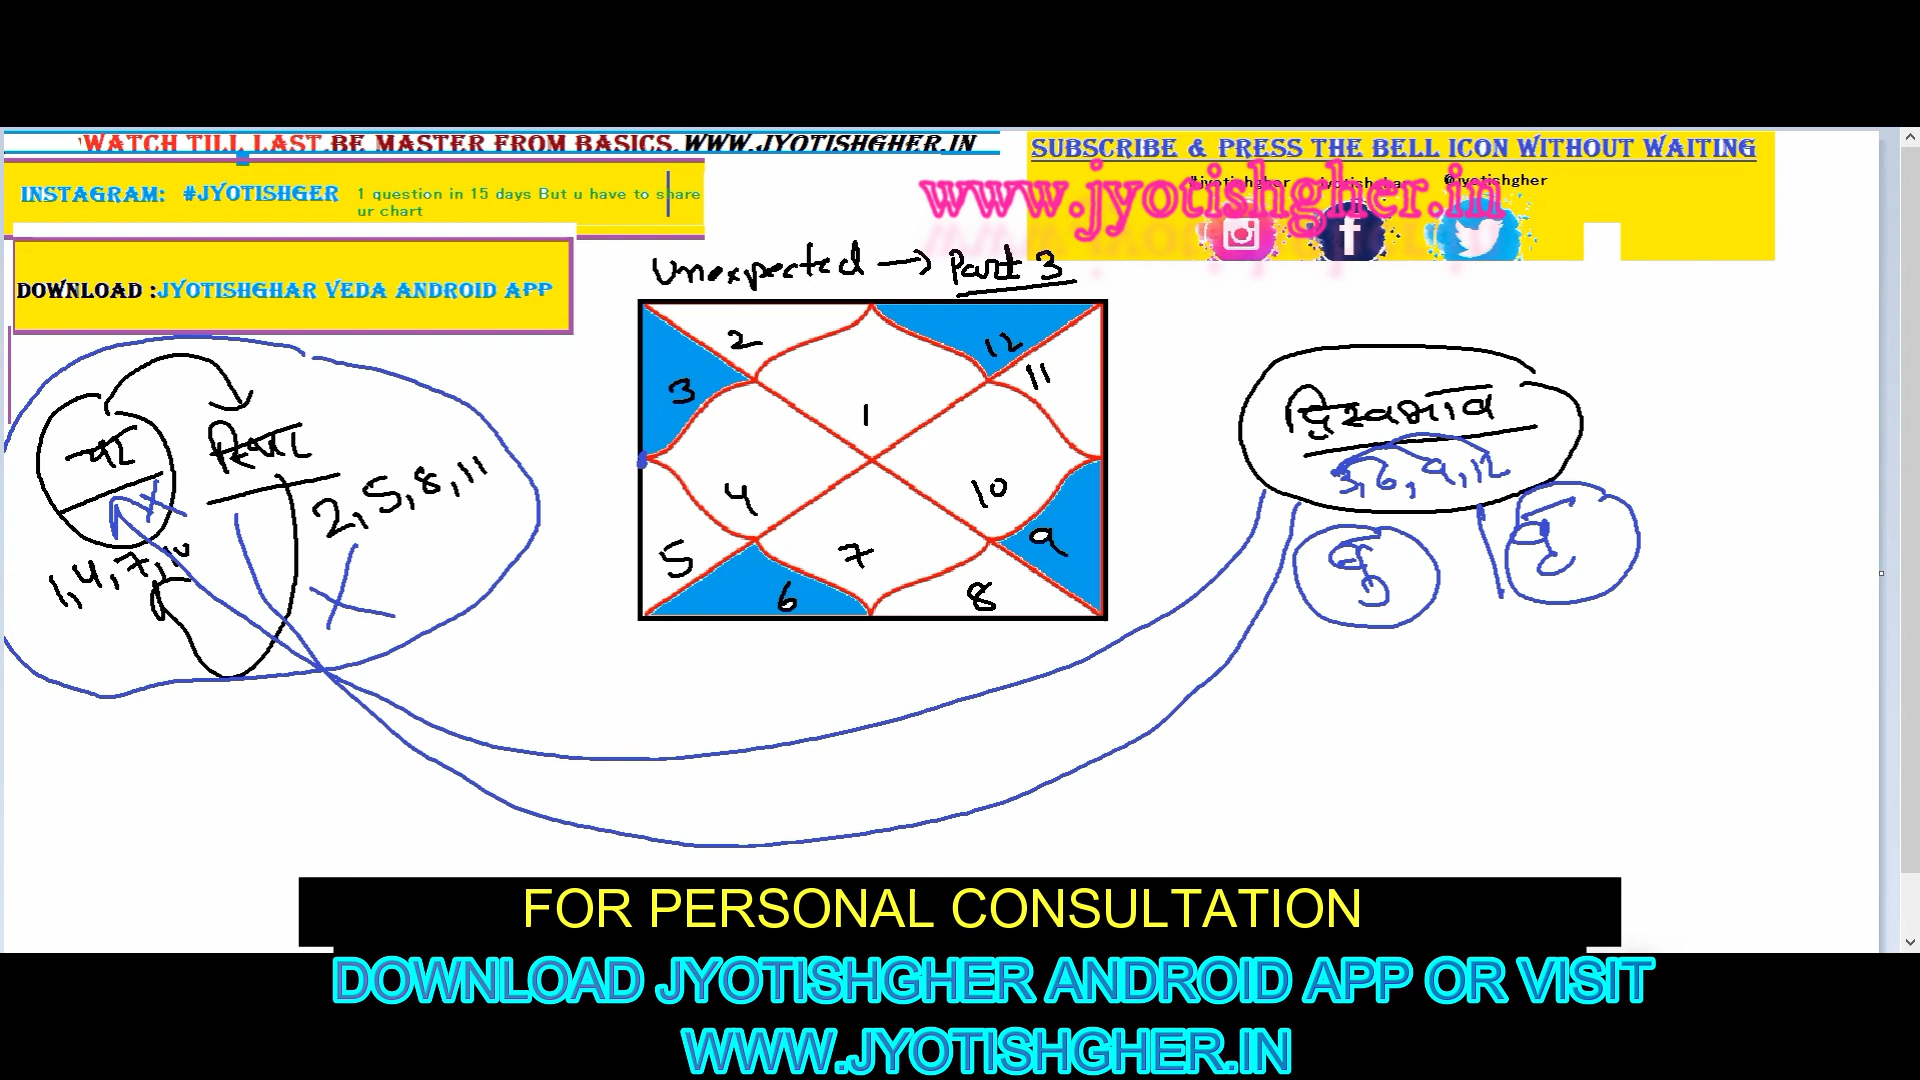 WATCH TILL LAST.BE MASTER FROM BASICS.WWW.JYOTISHGHER.IN
SUBSCRIBE & PRESS THE BELL ICON WITHOUT WAITING
INSTAGRAM: #JYOTISHGER
1 question in 15 days But u have to share
ur chart
@jyotishgher
www.jyotishgher.in
DOWNLOAD :JYOTISHGHAR VEDA ANDROID APP
Unexpected → Part 3
2
12
3
11
1
4
10
5
7
9
6
8
चर
स्थिर
2, 5, 8, 11
1, 4, 7, 10
द्विस्वभाव
3, 6, 9, 12
FOR PERSONAL CONSULTATION
DOWNLOAD JYOTISHGHER ANDROID APP OR VISIT
WWW.JYOTISHGHER.IN